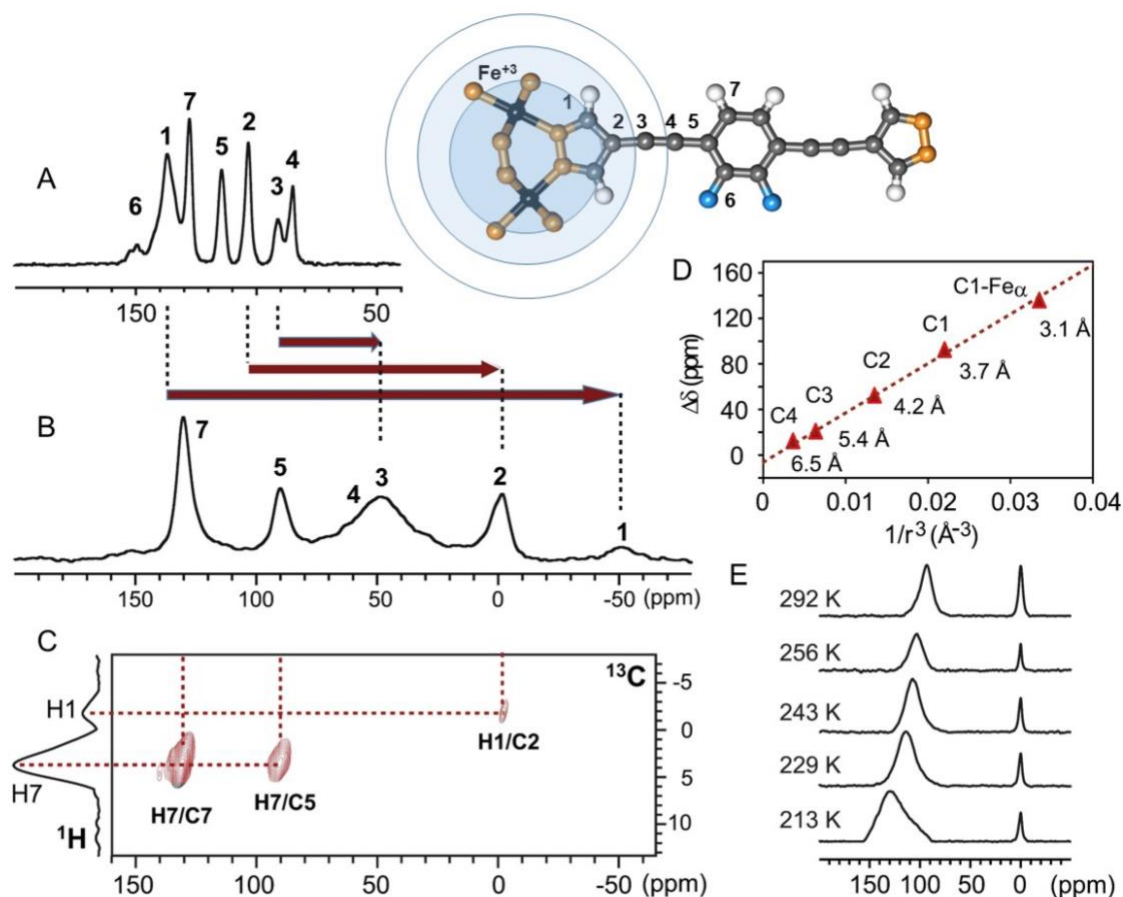 A
6
1
7
5
2
3
4
150
50
Fe+3
1
2
3
4
5
7
6
B
7
5
4
3
2
1
150
100
50
0
-50
(ppm)
C
13C
H1
H7
1H
H1/C2
H7/C7
H7/C5
-5
0
5
10
150
100
50
0
-50
(ppm)
D
Δδ (ppm)
160
120
80
40
0
C1-Feα
C1
C2
C3
C4
3.1 Å
3.7 Å
4.2 Å
5.4 Å
6.5 Å
0
0.01
0.02
0.03
0.04
1/r3 (Å-3)
E
292 K
256 K
243 K
229 K
213 K
150
100
50
0
(ppm)